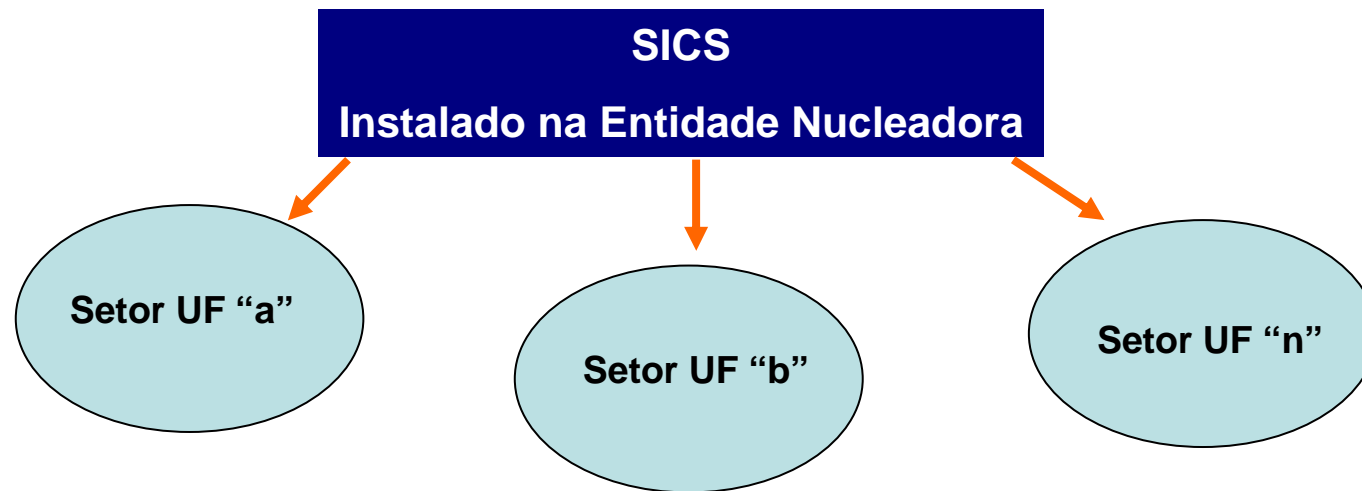 SICS
Instalado na Entidade Nucleadora
Setor UF “a”
Setor UF “b”
Setor UF “n”